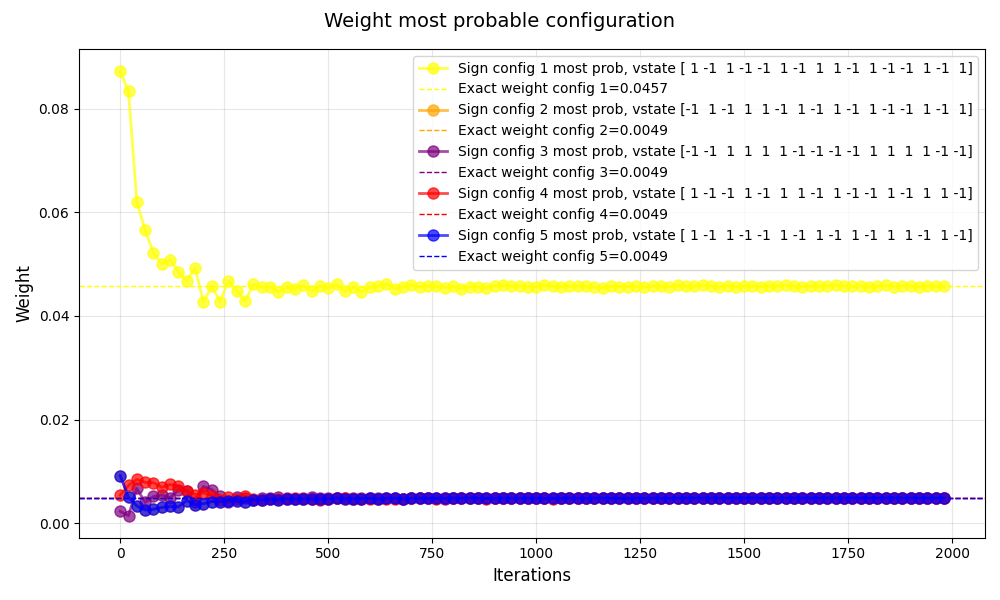 Weight most probable configuration
Sign config 1 most prob, vstate [ 1 -1  1 -1 -1  1 -1  1  1 -1  1 -1 -1  1 -1  1]
Exact weight config 1=0.0457
Sign config 2 most prob, vstate [-1  1 -1  1  1 -1  1 -1  1 -1  1 -1 -1  1 -1  1]
Exact weight config 2=0.0049
Sign config 3 most prob, vstate [-1 -1  1  1  1  1 -1 -1 -1 -1  1  1  1  1 -1 -1]
Exact weight config 3=0.0049
Sign config 4 most prob, vstate [ 1 -1 -1  1 -1  1  1 -1  1 -1 -1  1 -1  1  1 -1]
Exact weight config 4=0.0049
Sign config 5 most prob, vstate [ 1 -1  1 -1 -1  1 -1  1 -1  1 -1  1  1 -1  1 -1]
Exact weight config 5=0.0049
Weight
0.08
0.06
0.04
0.02
0.00
0 250 500 750 1000 1250 1500 1750 2000
Iterations